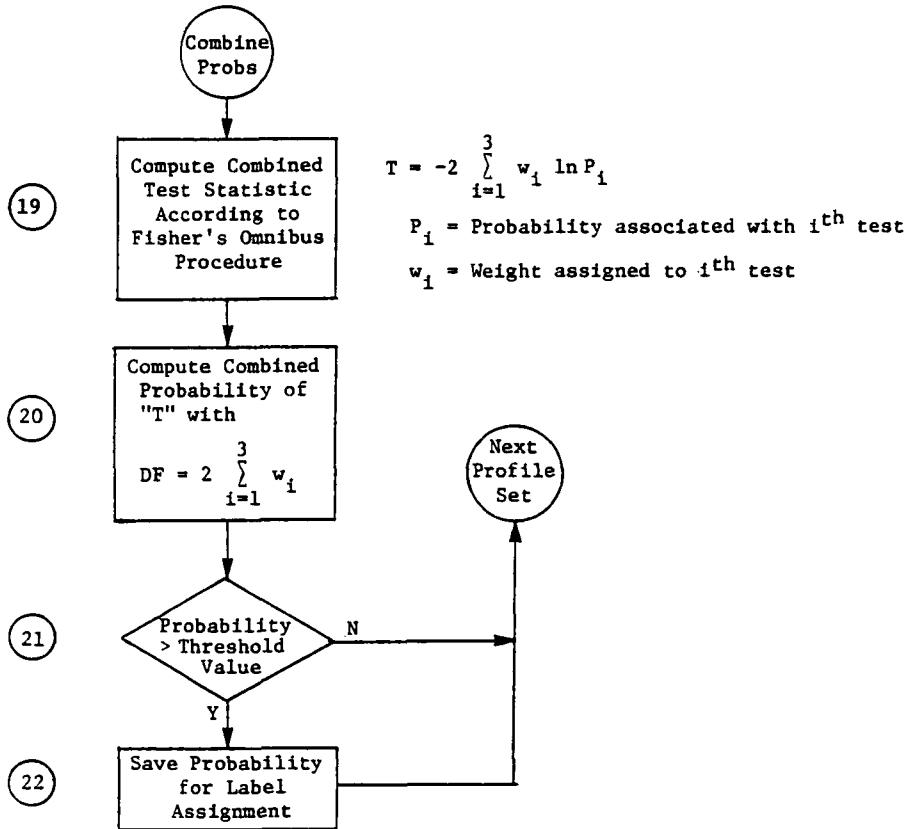 Combine
Probs
19
Compute Combined
Test Statistic
According to
Fisher's Omnibus
Procedure
T = -2 3 ∑ i=1 w_i ln P_i
P_i = Probability associated with i^th test
w_i = Weight assigned to i^th test
20
Compute Combined
Probability of
"T" with
DF = 2 3 ∑ i=1 w_i
Next
Profile
Set
21
Probability
> Threshold
Value
N
Y
22
Save Probability
for Label
Assignment